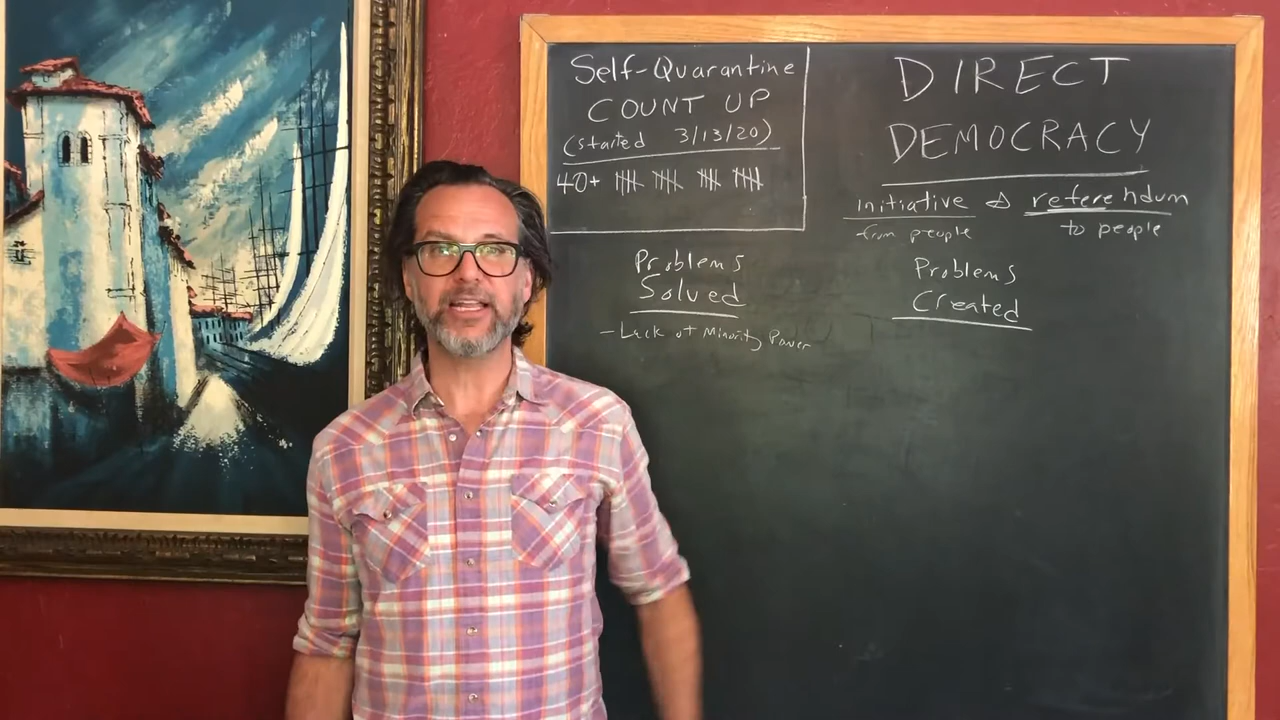 Self-Quarantine
COUNT UP
(started 3/13/20)
40+ 
DIRECT
DEMOCRACY
initiative & referendum
from people
to people
Problems
Solved
- Lack of Minority Power
Problems
Created